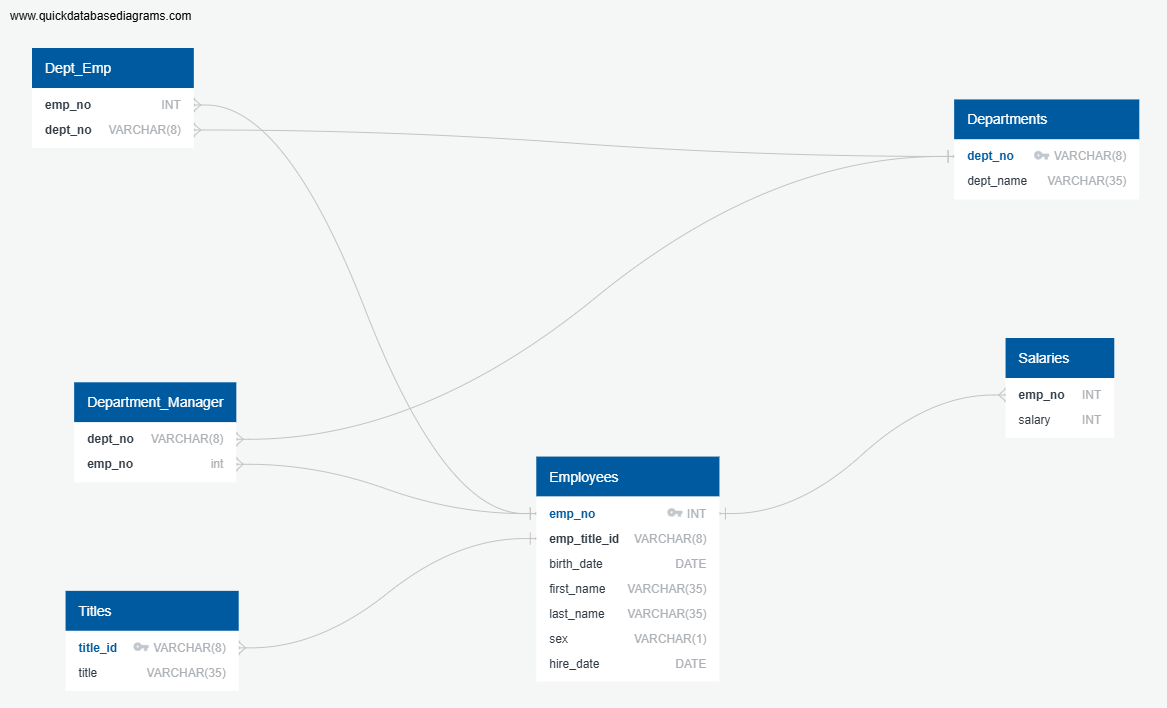 www.quickdatabasediagrams.com
Dept_Emp
emp_no INT
dept_no VARCHAR(8)
Departments
dept_no VARCHAR(8)
dept_name VARCHAR(35)
Salaries
emp_no INT
salary INT
Department_Manager
dept_no VARCHAR(8)
emp_no int
Employees
emp_no INT
emp_title_id VARCHAR(8)
birth_date DATE
first_name VARCHAR(35)
last_name VARCHAR(35)
sex VARCHAR(1)
hire_date DATE
Titles
title_id VARCHAR(8)
title VARCHAR(35)